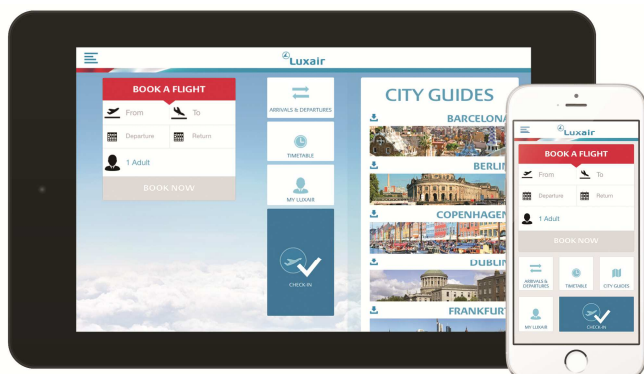 Luxair
BOOK A FLIGHT
From To
Departure Return
1 Adult
BOOK NOW
ARRIVALS & DEPARTURES
TIMETABLE
MY LUXAIR
CHECK-IN
CITY GUIDES
BARCELONA
BERLIN
COPENHAGEN
DUBLIN
FRANKFURT
Luxair
BOOK A FLIGHT
From To
Departure Return
1 Adult
BOOK NOW
ARRIVALS &
DEPARTURES
TIMETABLE
CITY GUIDES
MY LUXAIR
CHECK-IN